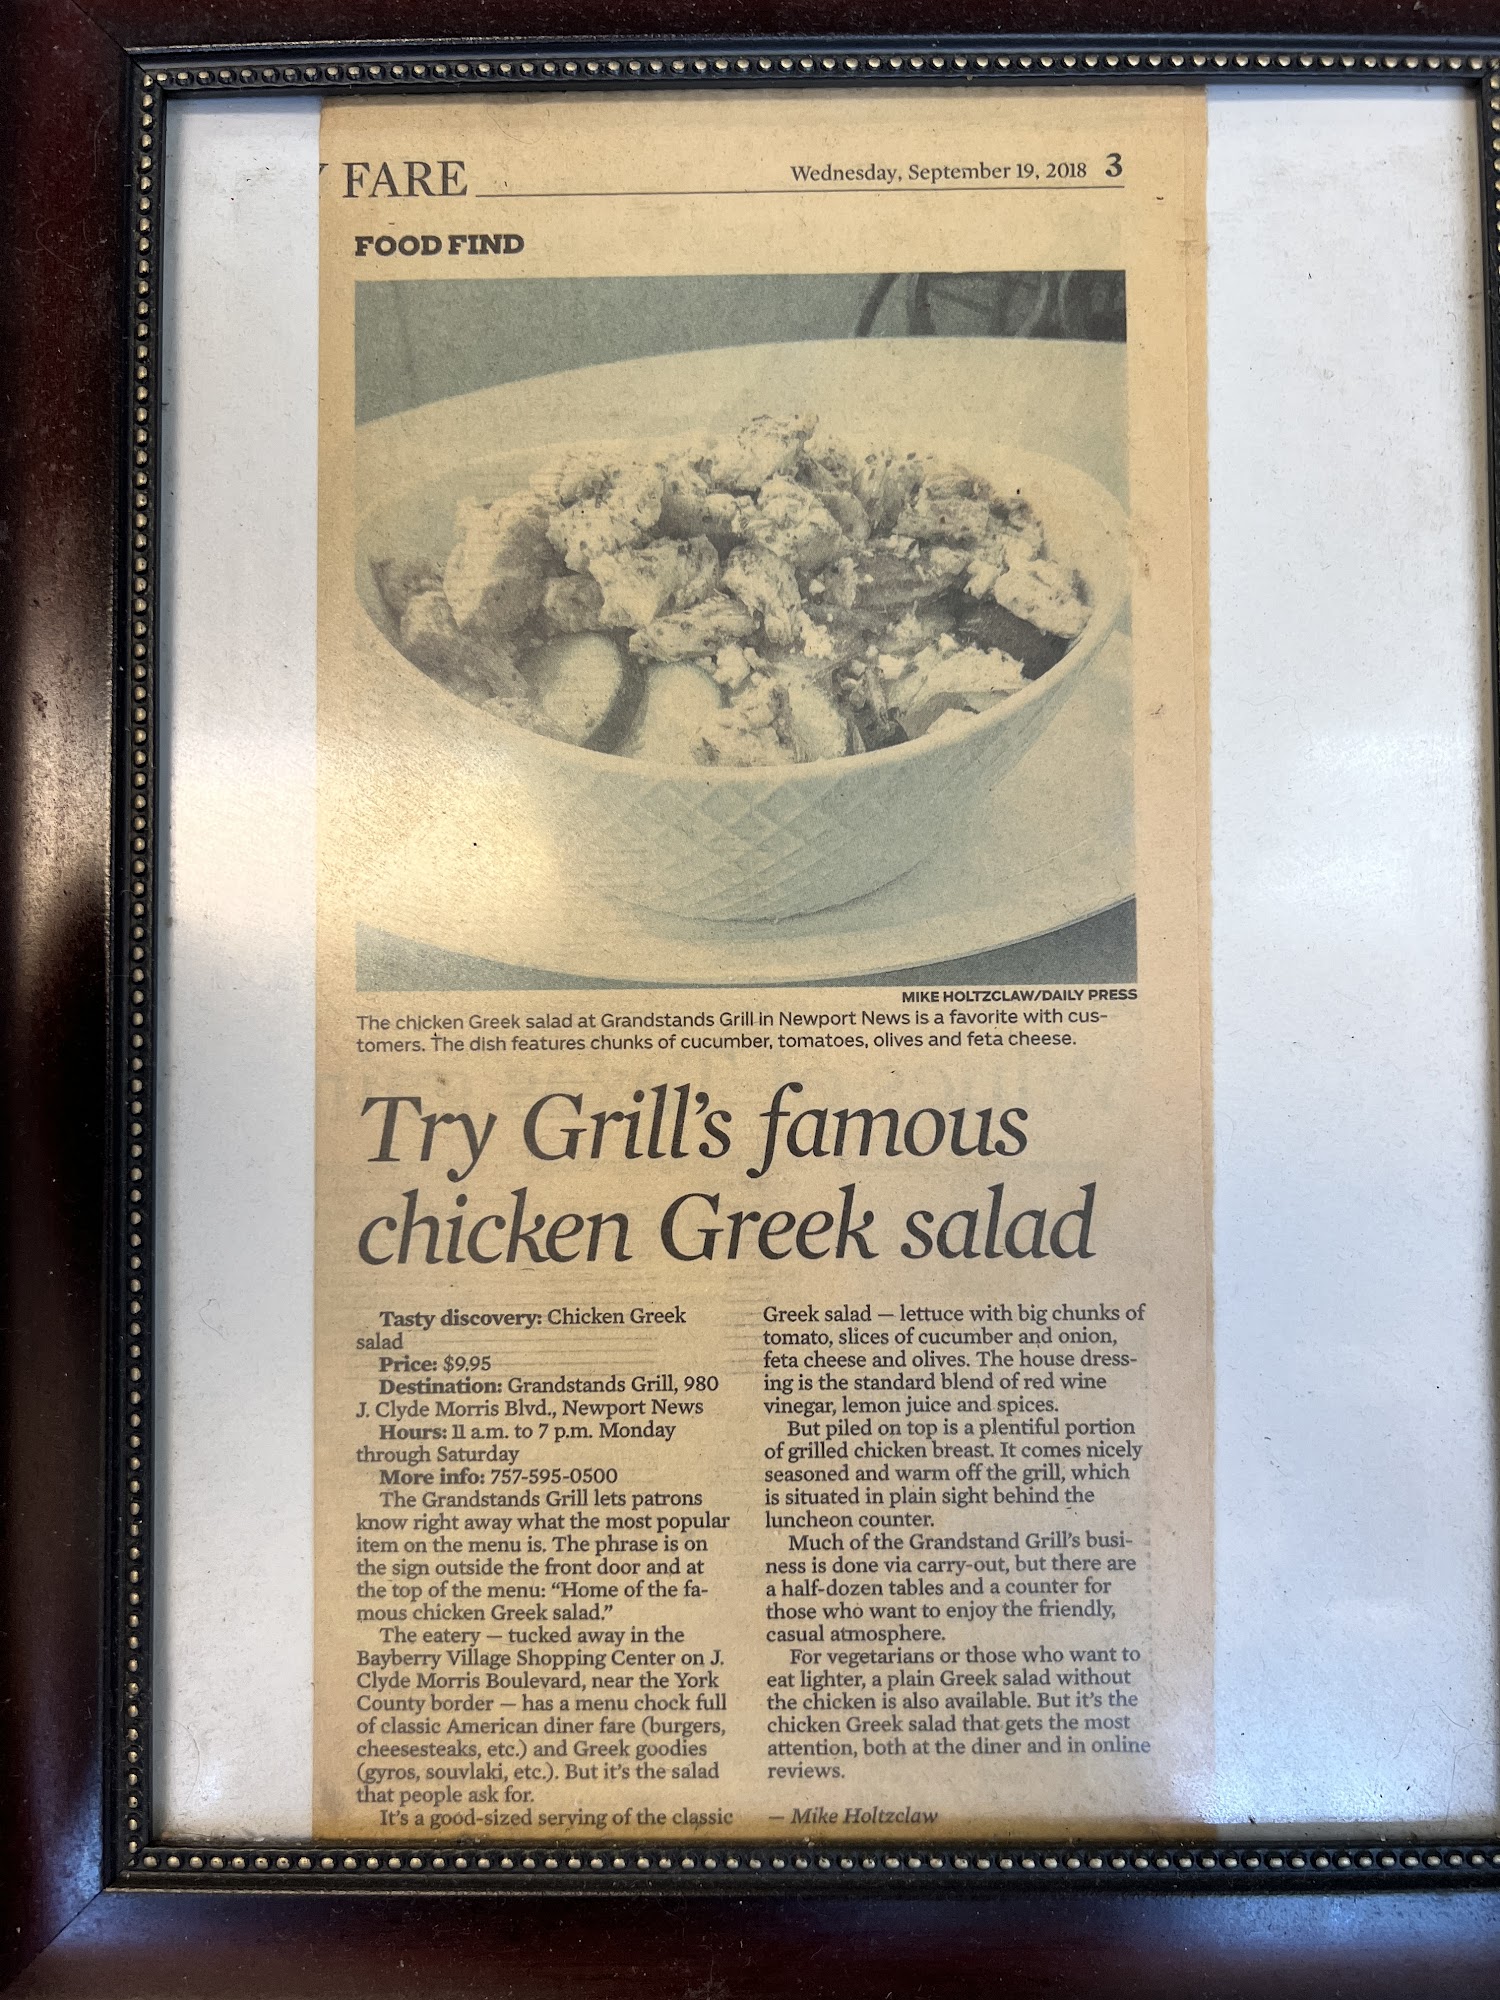 FARE
Wednesday, September 19, 2018 3
FOOD FIND
MIKE HOLTZCLAW/DAILY PRESS
The chicken Greek salad at Grandstands Grill in Newport News is a favorite with cus-
tomers. The dish features chunks of cucumber, tomatoes, olives and feta cheese.
Try Grill's famous
chicken Greek salad
Tasty discovery: Chicken Greek
salad
Price: $9.95
Destination: Grandstands Grill, 980
J. Clyde Morris Blvd., Newport News
Hours: 11 a.m. to 7 p.m. Monday
through Saturday
More info: 757-595-0500
The Grandstands Grill lets patrons
know right away what the most popular
item on the menu is. The phrase is on
the sign outside the front door and at
the top of the menu: “Home of the fa-
mous chicken Greek salad.”
The eatery — tucked away in the
Bayberry Village Shopping Center on J.
Clyde Morris Boulevard, near the York
County border — has a menu chock full
of classic American diner fare (burgers,
cheesesteaks, etc.) and Greek goodies
(gyros, souvlaki, etc.). But it's the salad
that people ask for.
It's a good-sized serving of the classic
Greek salad — lettuce with big chunks of
tomato, slices of cucumber and onion,
feta cheese and olives. The house dress-
ing is the standard blend of red wine
vinegar, lemon juice and spices.
But piled on top is a plentiful portion
of grilled chicken breast. It comes nicely
seasoned and warm off the grill, which
is situated in plain sight behind the
luncheon counter.
Much of the Grandstand Grill's busi-
ness is done via carry-out, but there are
a half-dozen tables and a counter for
those who want to enjoy the friendly,
casual atmosphere.
For vegetarians or those who want to
eat lighter, a plain Greek salad without
the chicken is also available. But it's the
chicken Greek salad that gets the most
attention, both at the diner and in online
reviews.
— Mike Holtzclaw